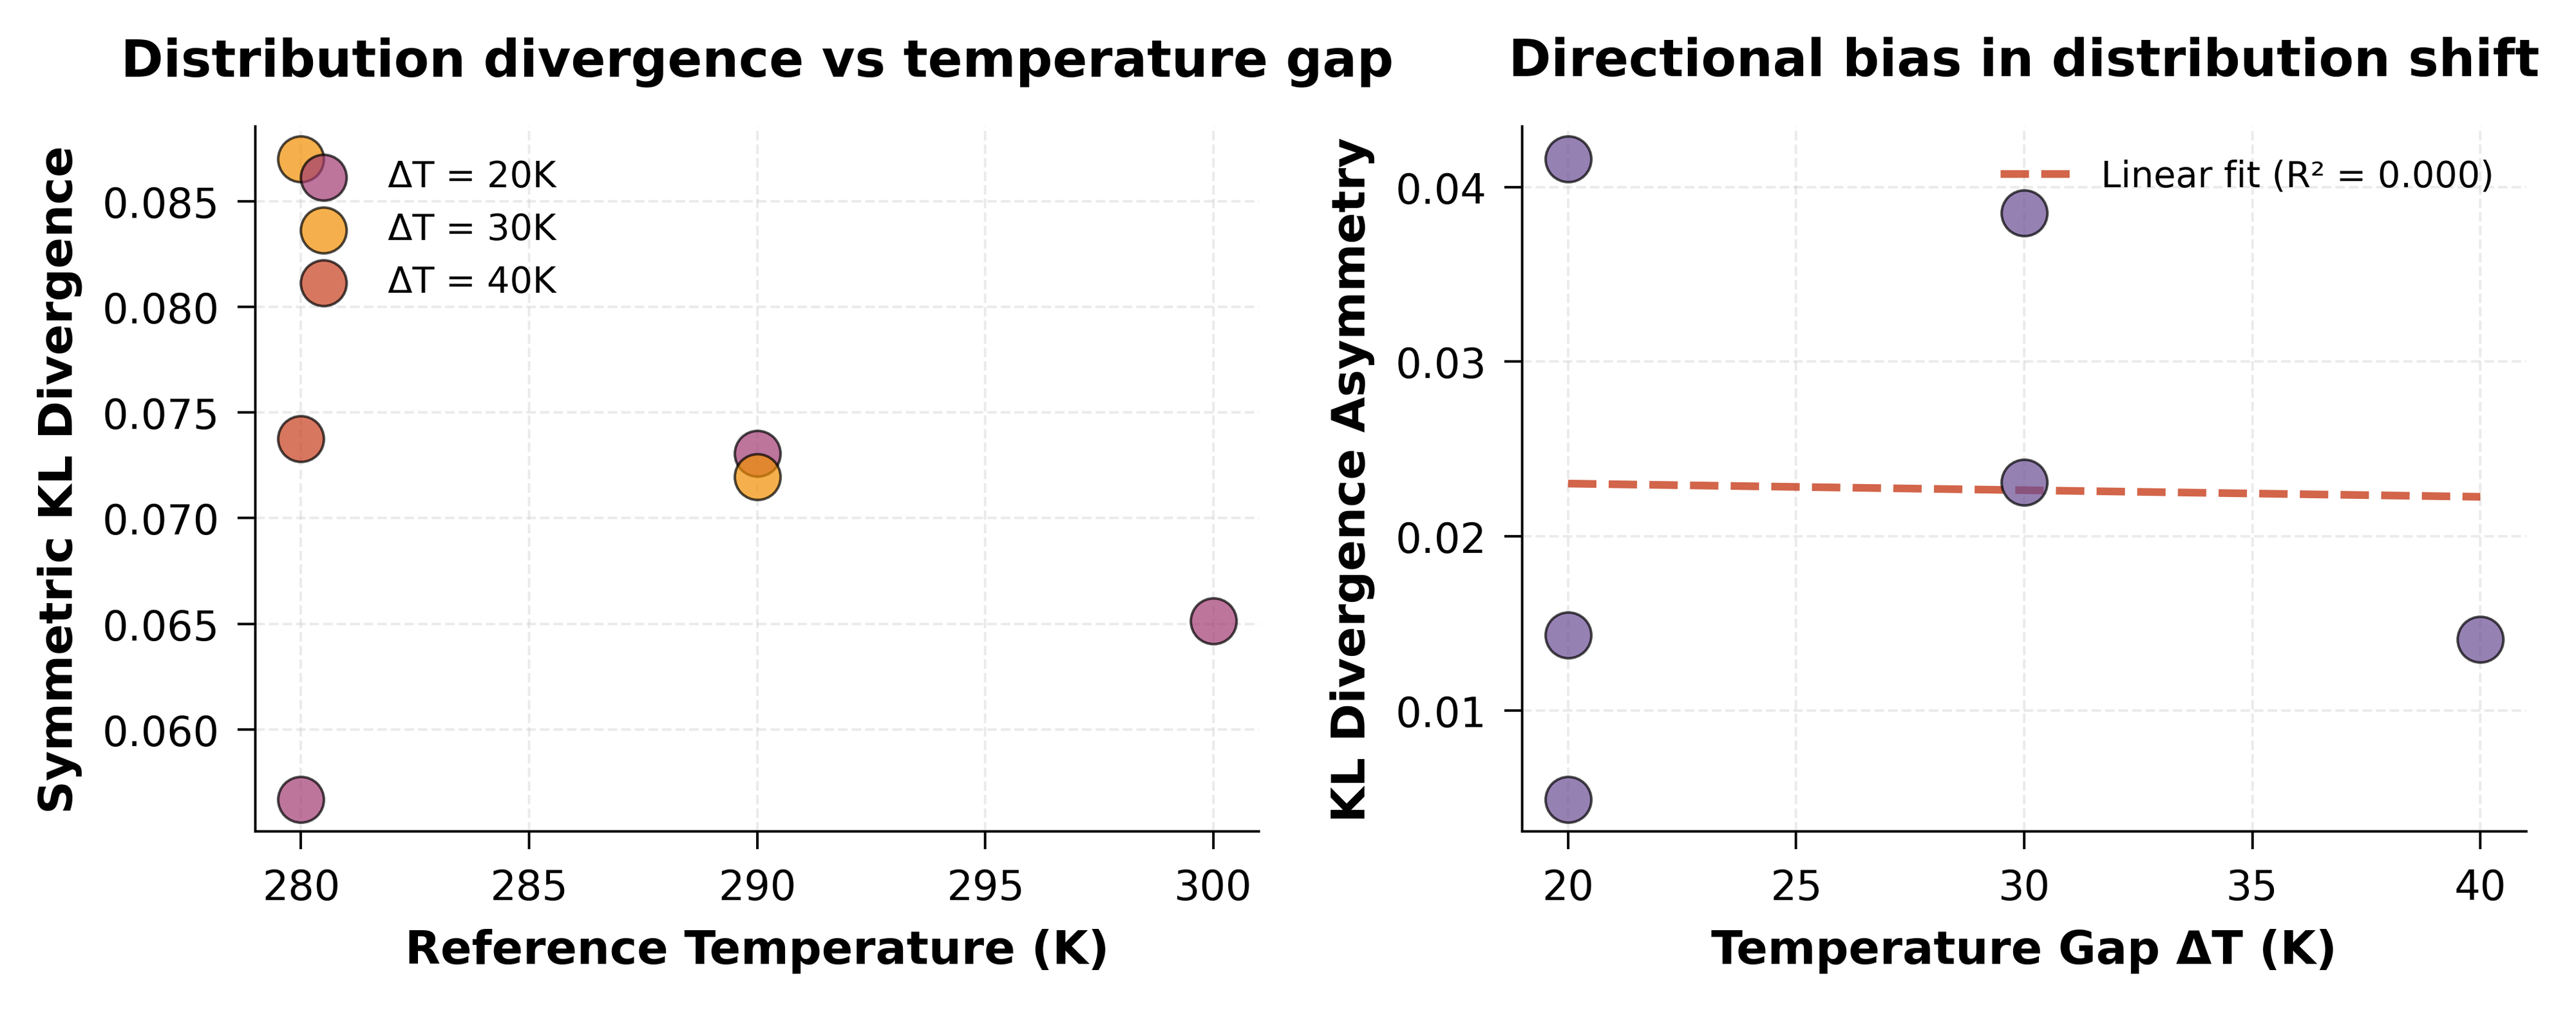 Distribution divergence vs temperature gap
Symmetric KL Divergence
0.085
0.080
0.075
0.070
0.065
0.060
ΔT = 20K
ΔT = 30K
ΔT = 40K
280 285 290 295 300
Reference Temperature (K)
Directional bias in distribution shift
KL Divergence Asymmetry
0.04
0.03
0.02
0.01
Linear fit (R² = 0.000)
20 25 30 35 40
Temperature Gap ΔT (K)